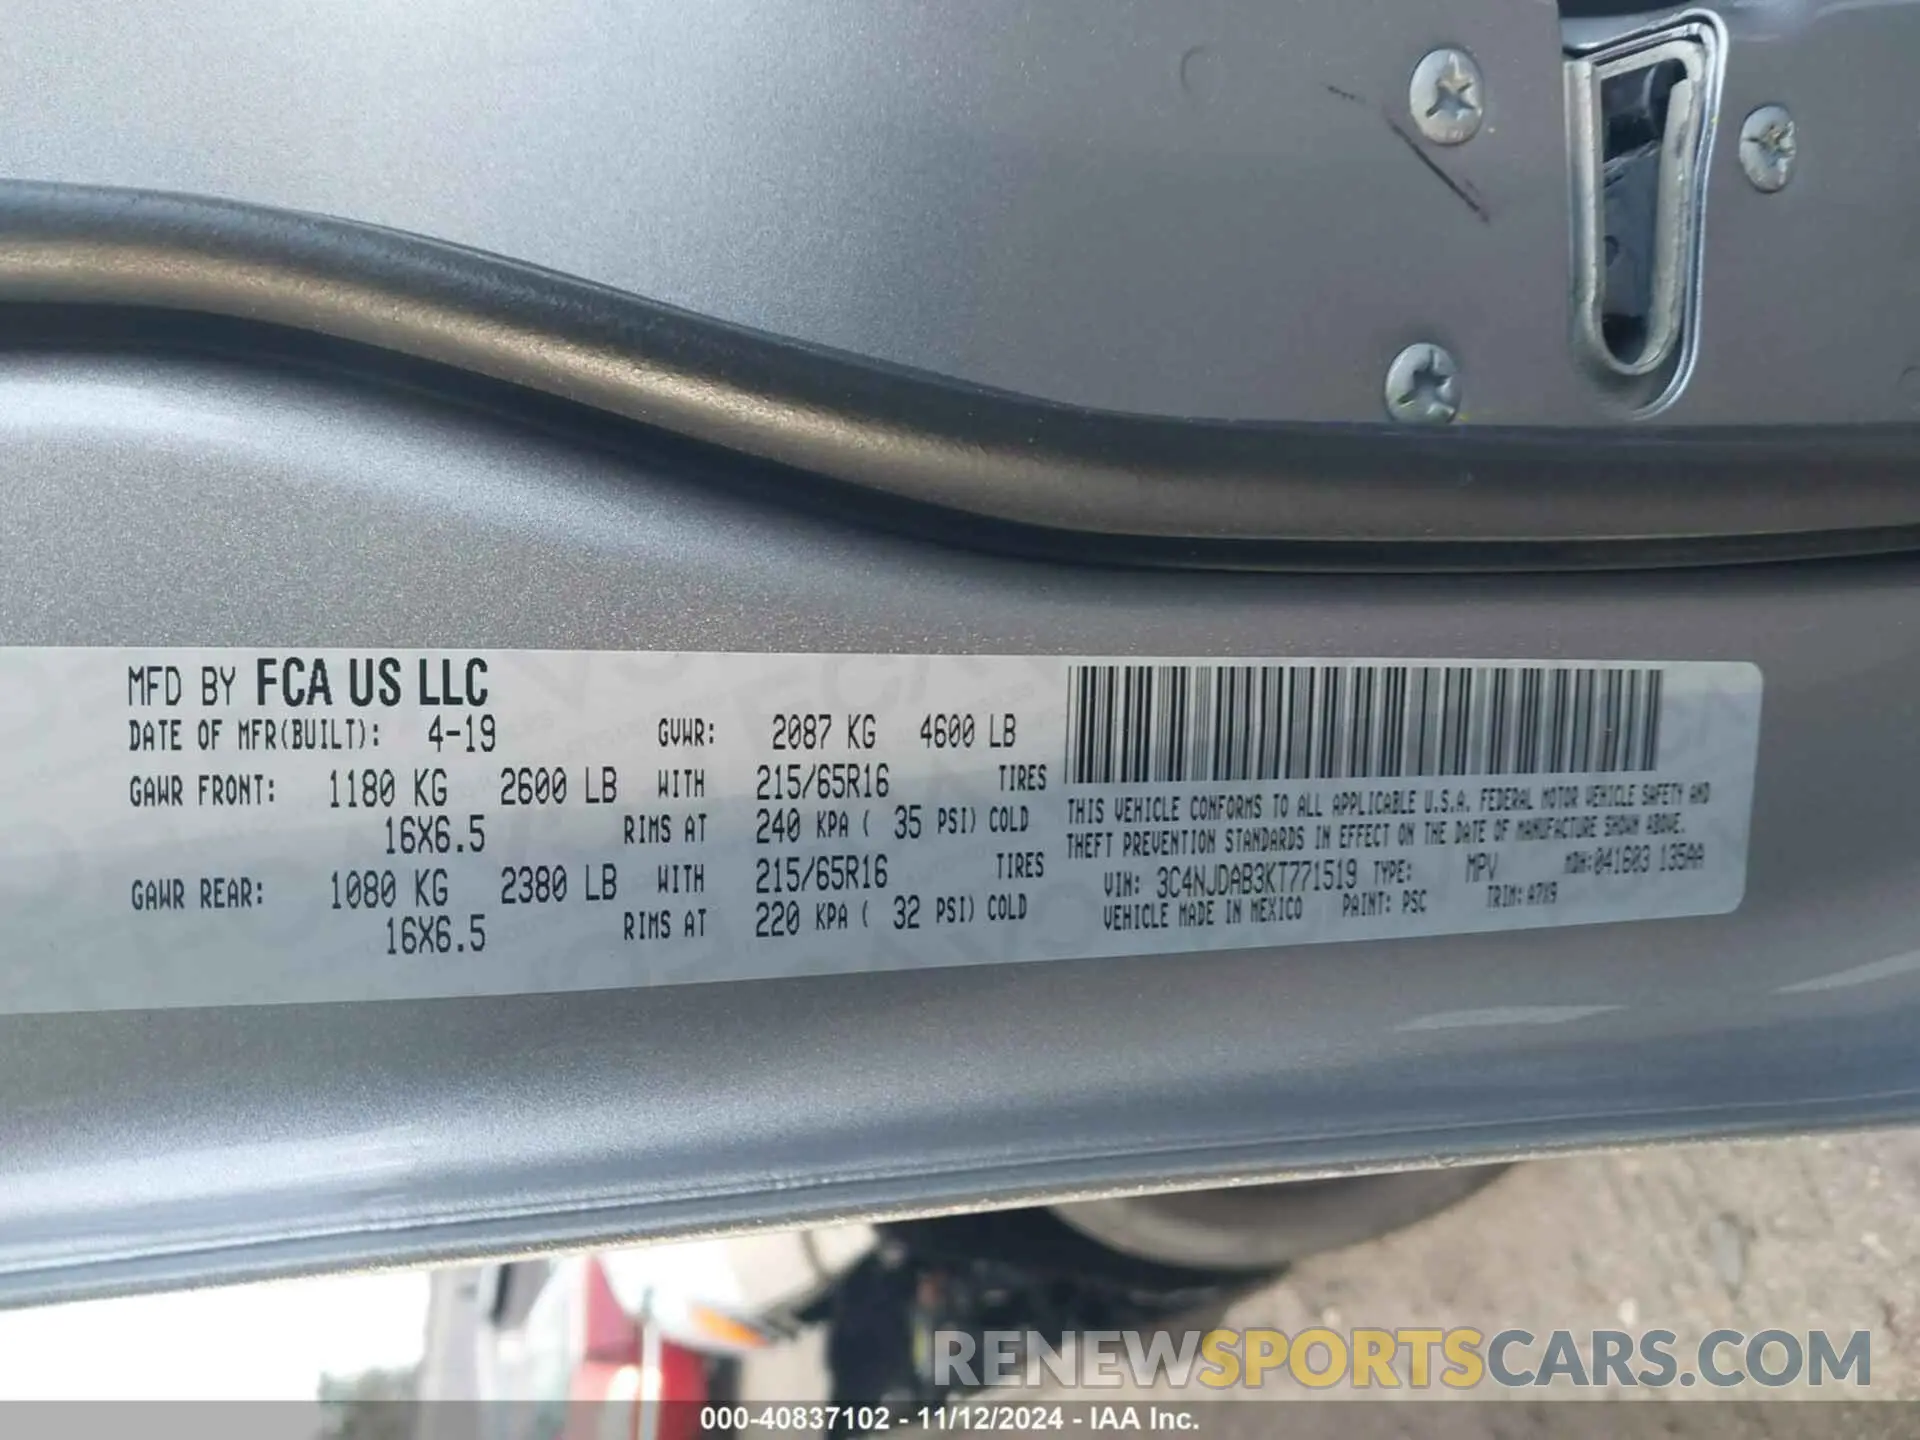 MFD BY FCA US LLC
DATE OF MFR(BUILT): 4-19 GVWR: 2087 KG 4600 LB
GAWR FRONT: 1180 KG 2600 LB WITH 215/65R16 TIRES
16X6.5 RIMS AT 240 KPA ( 35 PSI) COLD
GAWR REAR: 1080 KG 2380 LB WITH 215/65R16 TIRES
16X6.5 RIMS AT 220 KPA ( 32 PSI) COLD
THIS VEHICLE CONFORMS TO ALL APPLICABLE U.S.A. FEDERAL MOTOR VEHICLE SAFETY AND
THEFT PREVENTION STANDARDS IN EFFECT ON THE DATE OF MANUFACTURE SHOWN ABOVE.
VIN: 3C4NJDAB3KT771519 TYPE: MPV MDH:041603 135AA
VEHICLE MADE IN MEXICO PAINT: PSC TRIM: A7X9
RENEWSPORTSCARS.COM
000-40837102 - 11/12/2024 - IAA Inc.